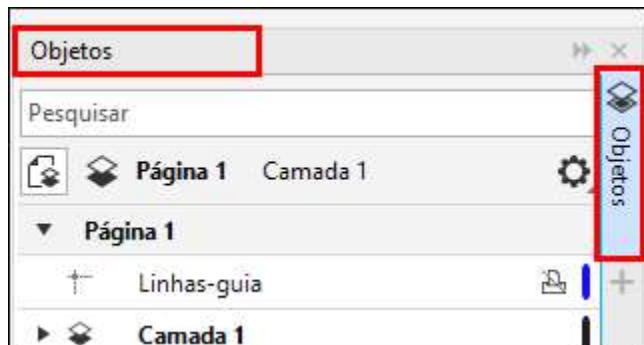 Objetos
Pesquisar
Objetos
Página 1 Camada 1
Página 1
Linhas-guia
Camada 1